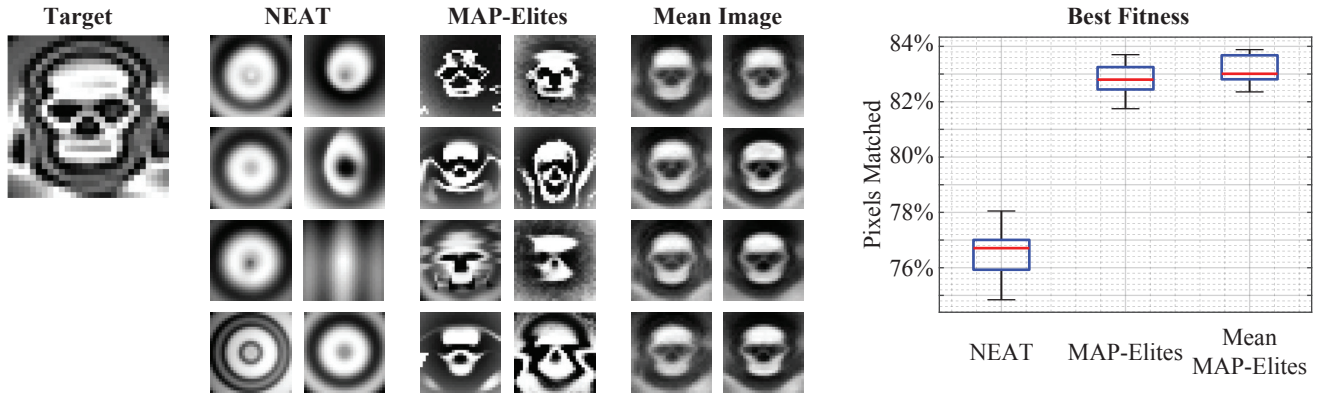 Target
NEAT
MAP-Elites
Mean Image
Best Fitness
Pixels Matched
84%
82%
80%
78%
76%
NEAT
MAP-Elites
Mean
MAP-Elites